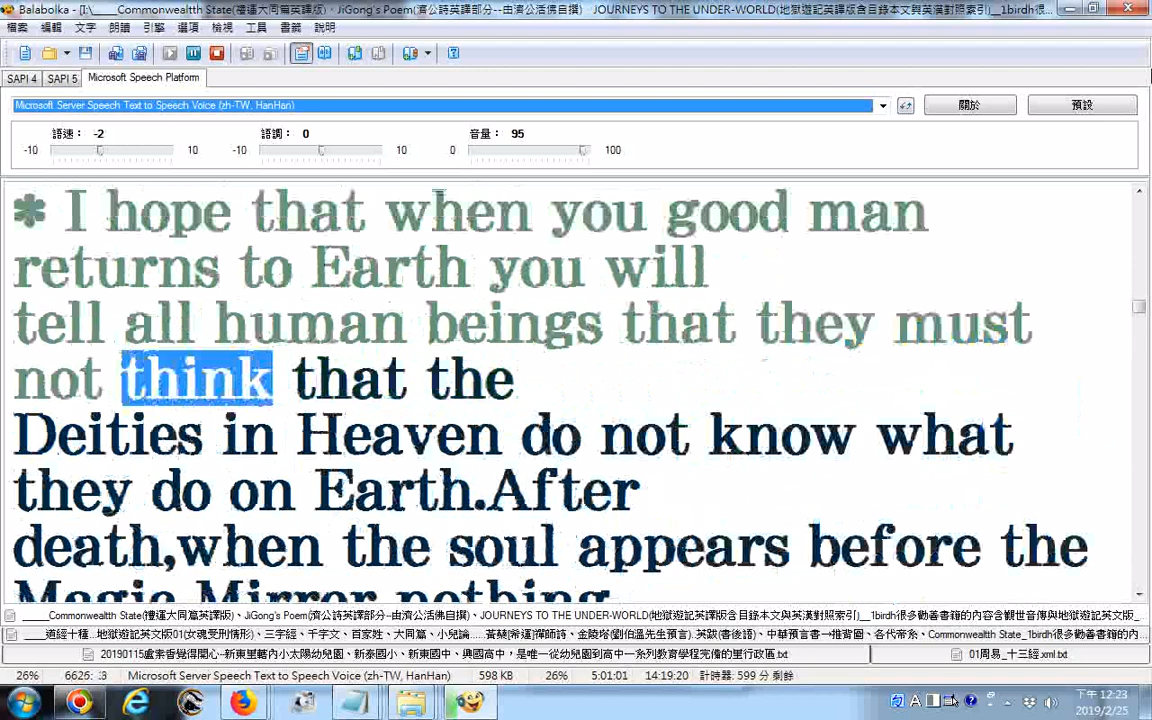 Balabolka - [I:\_____Commonwealtth State(禮運大同篇英譯版)、JiGong's Poem(濟公詩英譯部分--由濟公活佛自撰) JOURNEYS TO THE UNDER-WORLD(地獄遊記英譯版含目錄本文與英漢對照索引)__1birdh很...
檔案 編輯 文字 朗讀 引擎 選項 檢視 工具 書籤 說明
SAPI 4 SAPI 5 Microsoft Speech Platform
Microsoft Server Speech Text to Speech Voice (zh-TW, HanHan) 關於 預設
語速： -2 語調： 0 音量： 95
-10 10 -10 10 0 100
* I hope that when you good man
returns to Earth you will
tell all human beings that they must
not think that the
Deities in Heaven do not know what
they do on Earth.After
death,when the soul appears before the
Magic Mirror nothing
_____Commonwealtth State(禮運大同篇英譯版)、JiGong's Poem(濟公詩英譯部分--由濟公活佛自撰)、JOURNEYS TO THE UNDER-WORLD(地獄遊記英譯版含目錄本文與英漢對照索引)__1birdh很多勸善書籍的內容含觀世音傳與地獄遊記英文版...
____道經十種...地獄遊記英文版01(女魂受刑情形)、三字經、千字文、百家姓、大同篇、小兒論......黃檗[希運]禪師詩、金陵塔(劉伯溫先生預言)、中華預言書--推背圖、各代帝系、Commonwealth State_1birdh很多勸善書籍的內...
20190115盧案昔覺得開心--新東里轄內小太陽幼兒園、新泰國小、新東國中、興國高中，是唯一從幼兒園到高中一系列教育學程完備的里行政區.txt 01周易_十三經.xml.txt
26% 6625: :3 Microsoft Server Speech Text to Speech Voice (zh-TW, HanHan) 598 KB 26% 5:01:01 14:19:20 計時器: 599 分 剩餘
下午 12:23
2019/2/25